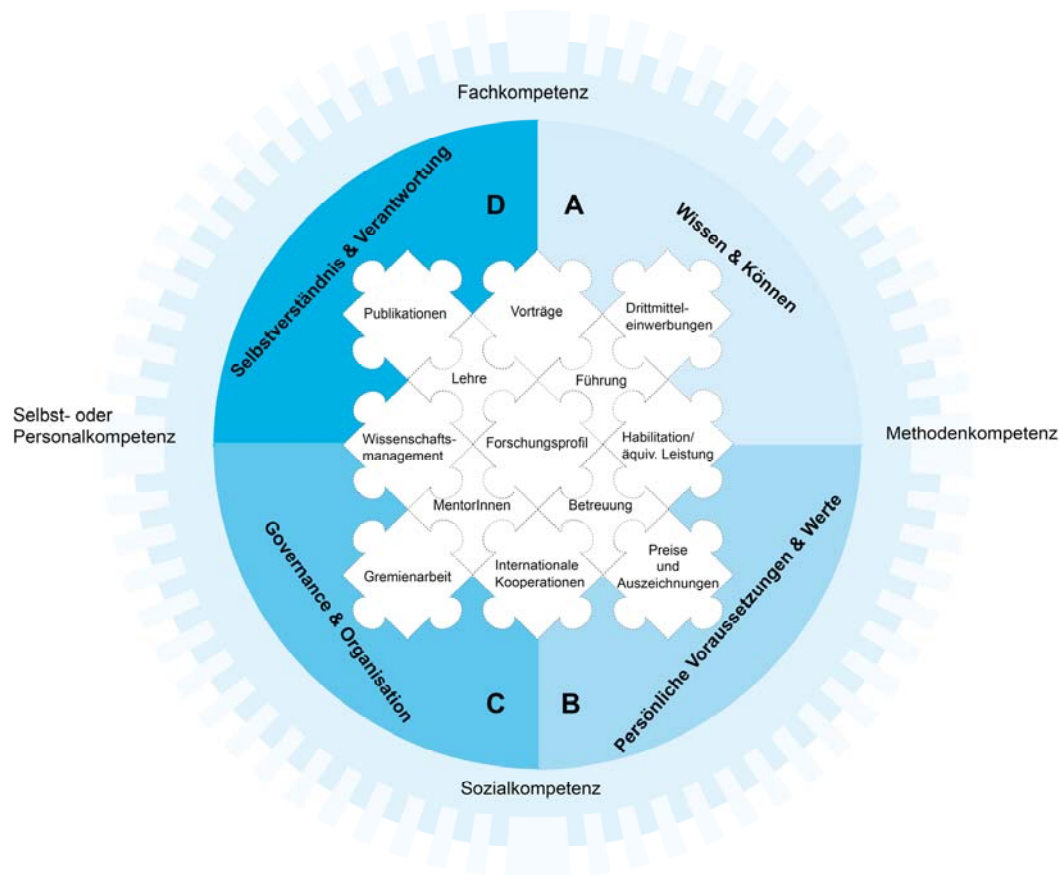 Fachkompetenz
Selbstverständnis & Verantwortung
D
A
Wissen & Können
Publikationen
Vorträge
Drittmittel-
einwerbungen
Lehre
Führung
Selbst- oder
Personalkompetenz
Wissenschafts-
management
Forschungsprofil
Habilitation/
äquiv. Leistung
Methodenkompetenz
MentorInnen
Betreuung
Gremienarbeit
Internationale
Kooperationen
Preise
und
Auszeichnungen
Governance & Organisation
C
B
Persönliche Voraussetzungen & Werte
Sozialkompetenz